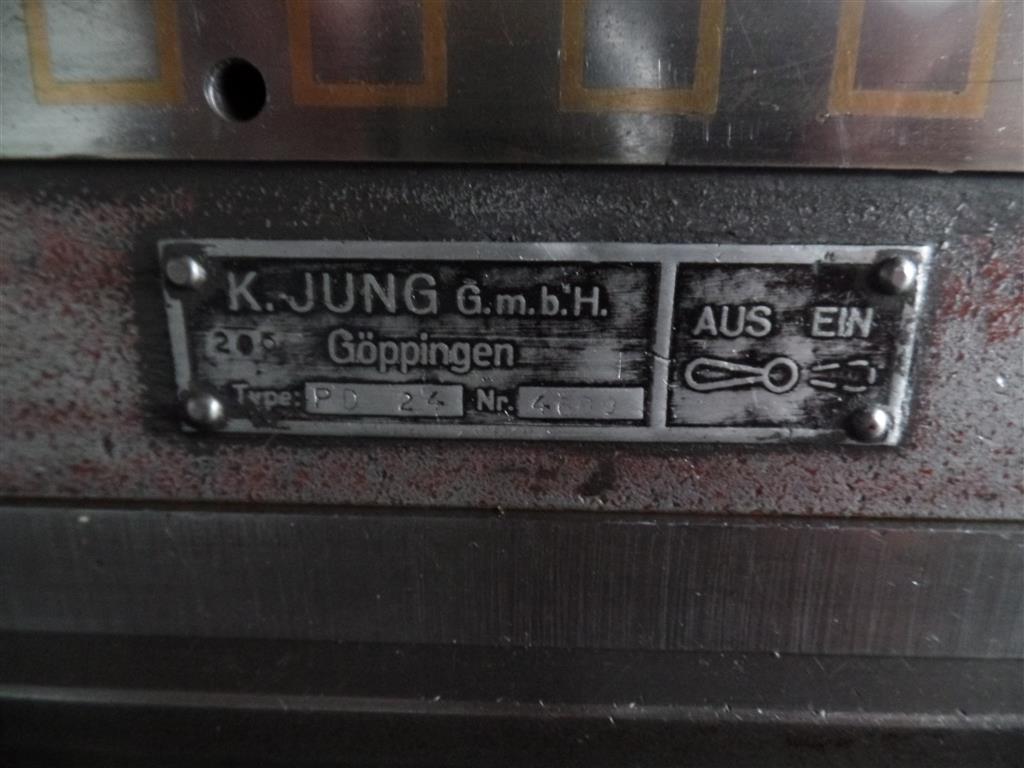 K. JUNG G.m.b.H.
Göppingen
Type: PD 24 Nr.
AUS EIN